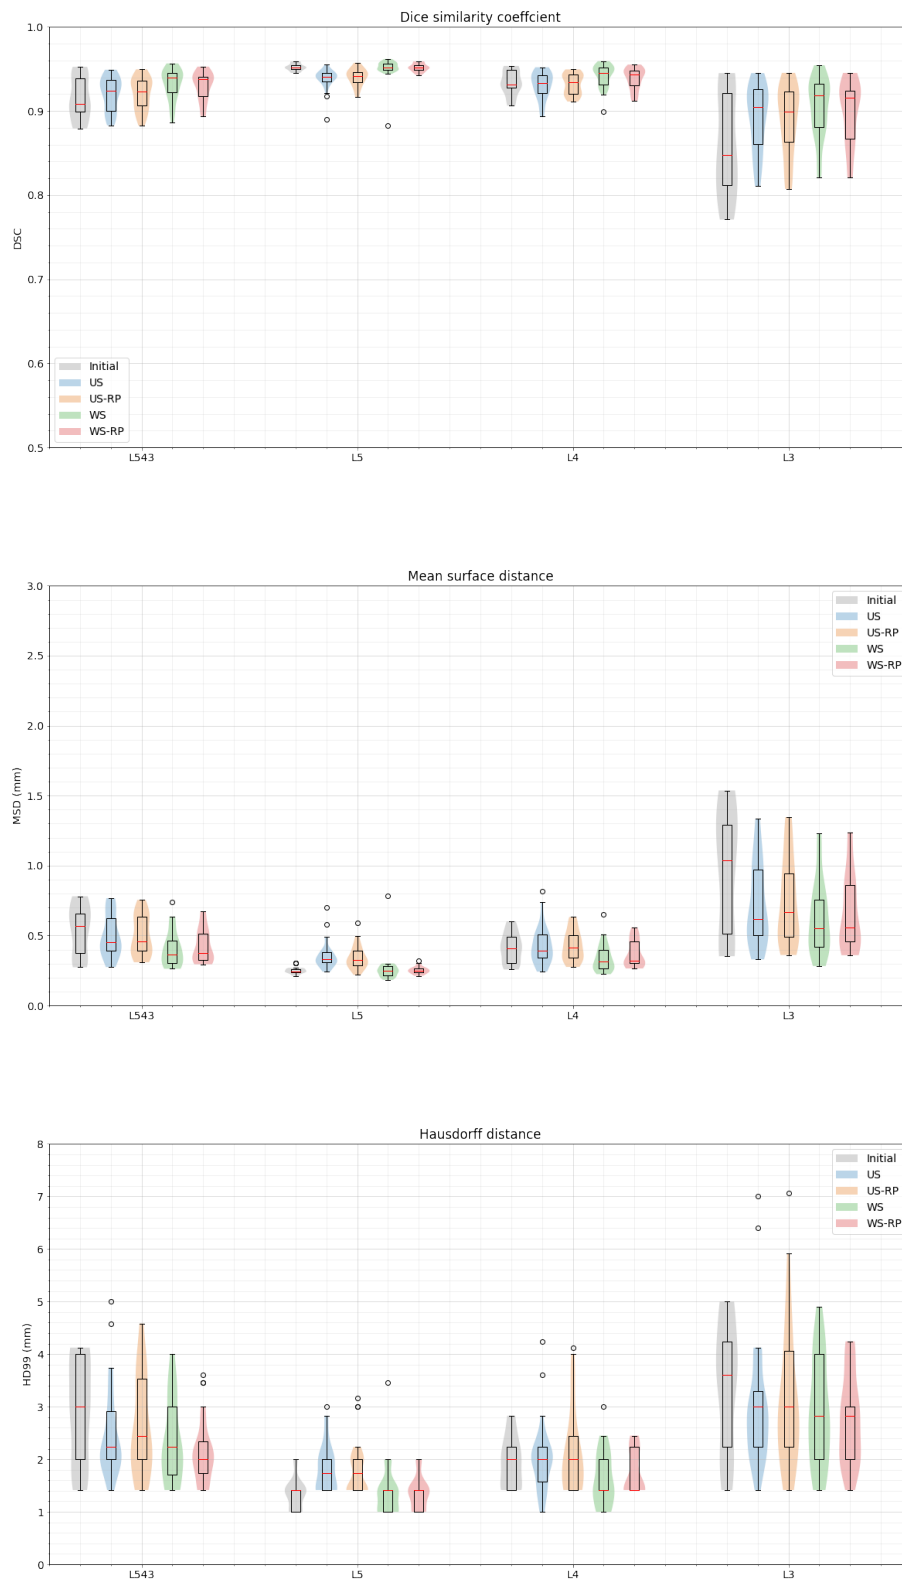 Dice similarity coeffcient
1.0
0.9
0.8
0.7
0.6
0.5
DSC
Initial
US
US-RP
WS
WS-RP
L543 L5 L4 L3
Mean surface distance
3.0
2.5
2.0
1.5
1.0
0.5
0.0
MSD (mm)
Initial
US
US-RP
WS
WS-RP
L543 L5 L4 L3
Hausdorff distance
8
7
6
5
4
3
2
1
0
HD99 (mm)
Initial
US
US-RP
WS
WS-RP
L543 L5 L4 L3